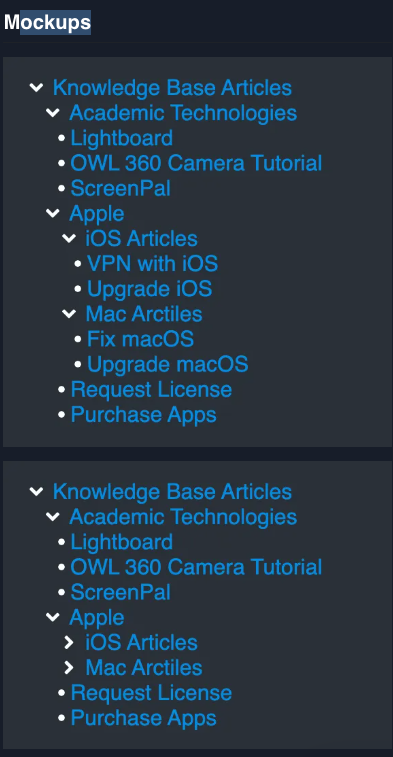 Mockups
Knowledge Base Articles
Academic Technologies
Lightboard
OWL 360 Camera Tutorial
ScreenPal
Apple
iOS Articles
VPN with iOS
Upgrade iOS
Mac Arctiles
Fix macOS
Upgrade macOS
Request License
Purchase Apps
Knowledge Base Articles
Academic Technologies
Lightboard
OWL 360 Camera Tutorial
ScreenPal
Apple
iOS Articles
Mac Arctiles
Request License
Purchase Apps